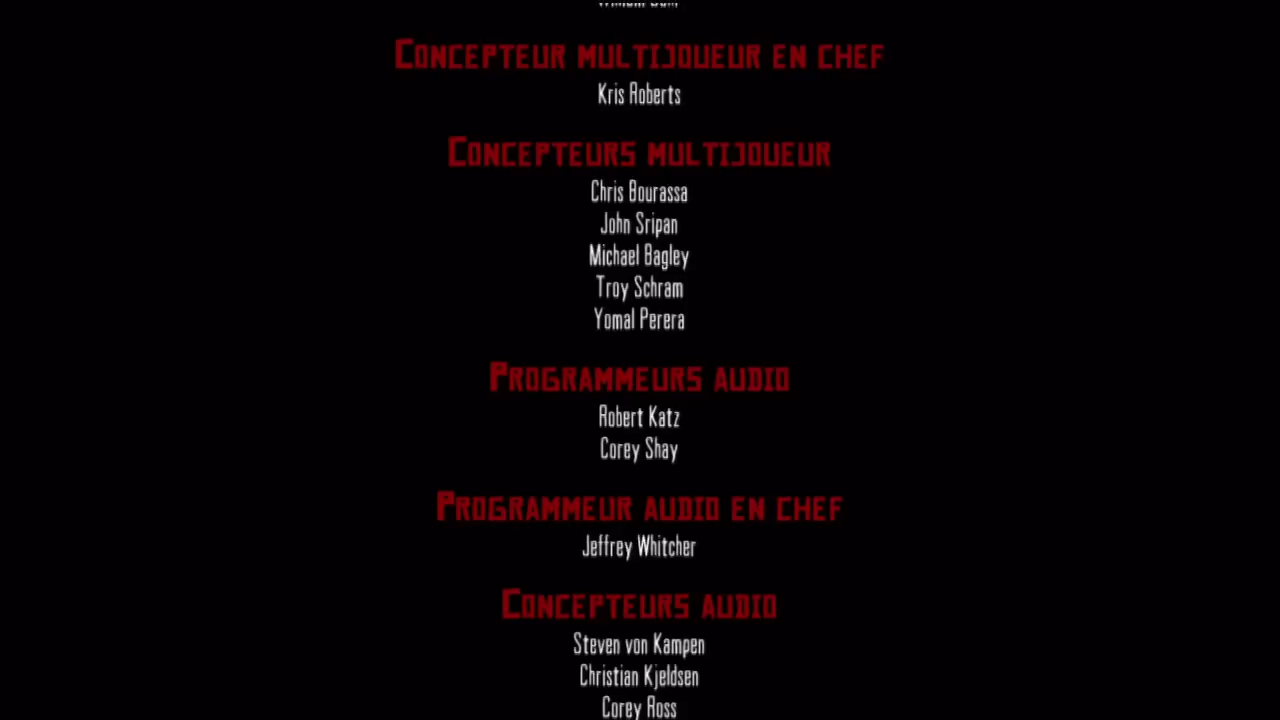 Concepteur multijoueur en chef
Kris Roberts
Concepteurs multijoueur
Chris Bourassa
John Sripan
Michael Bagley
Troy Schram
Yomal Perera
Programmeurs audio
Robert Katz
Corey Shay
Programmeur audio en chef
Jeffrey Whitcher
Concepteurs audio
Steven von Kampen
Christian Kjeldsen
Corey Ross